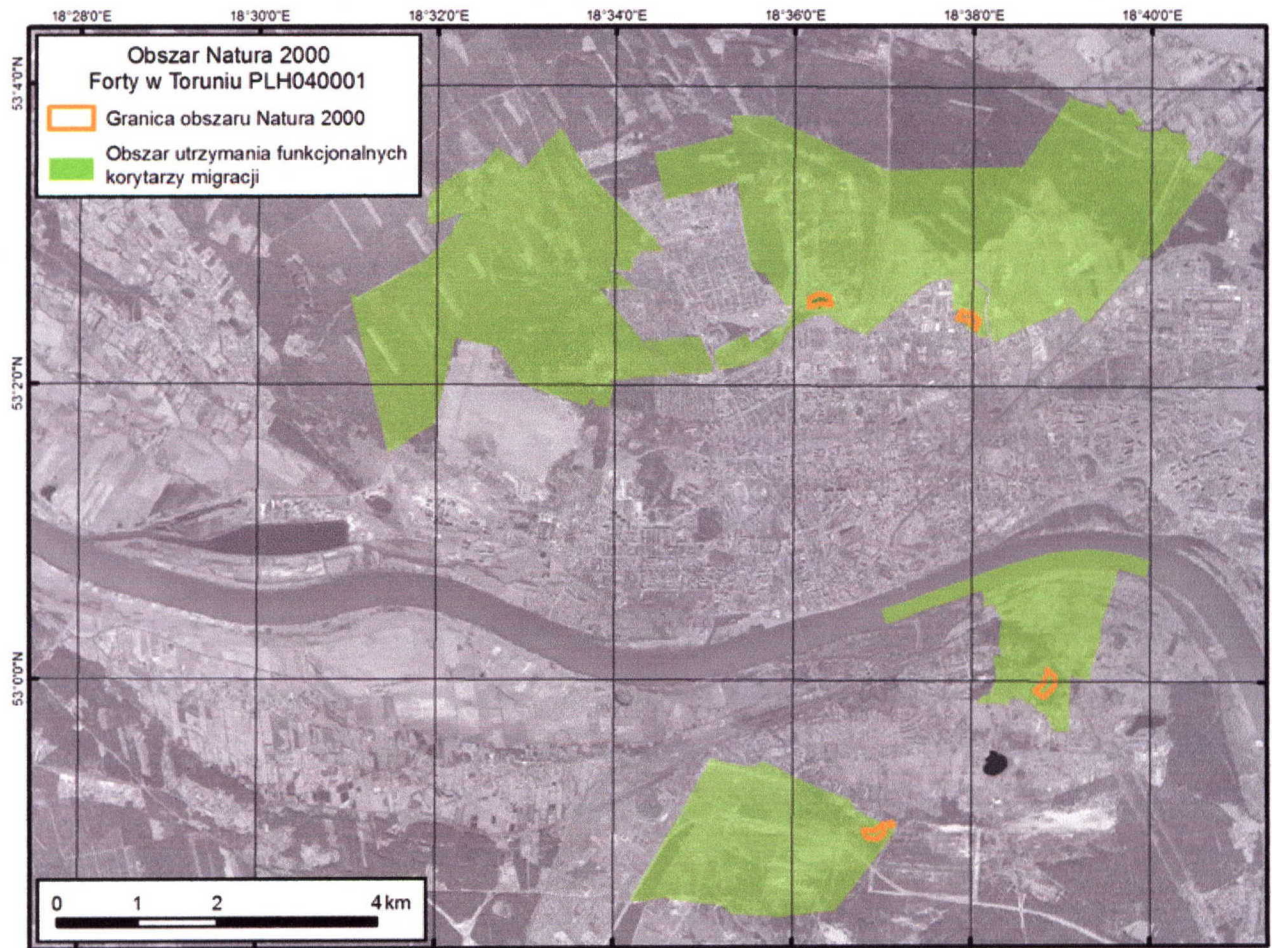 18°28'0"E 18°30'0"E 18°32'0"E 18°34'0"E 18°36'0"E 18°38'0"E 18°40'0"E
Obszar Natura 2000
Forty w Toruniu PLH040001
Granica obszaru Natura 2000
Obszar utrzymania funkcjonalnych
korytarzy migracji
53°4'0"N
53°2'0"N
53°0'0"N
0 1 2 4 km